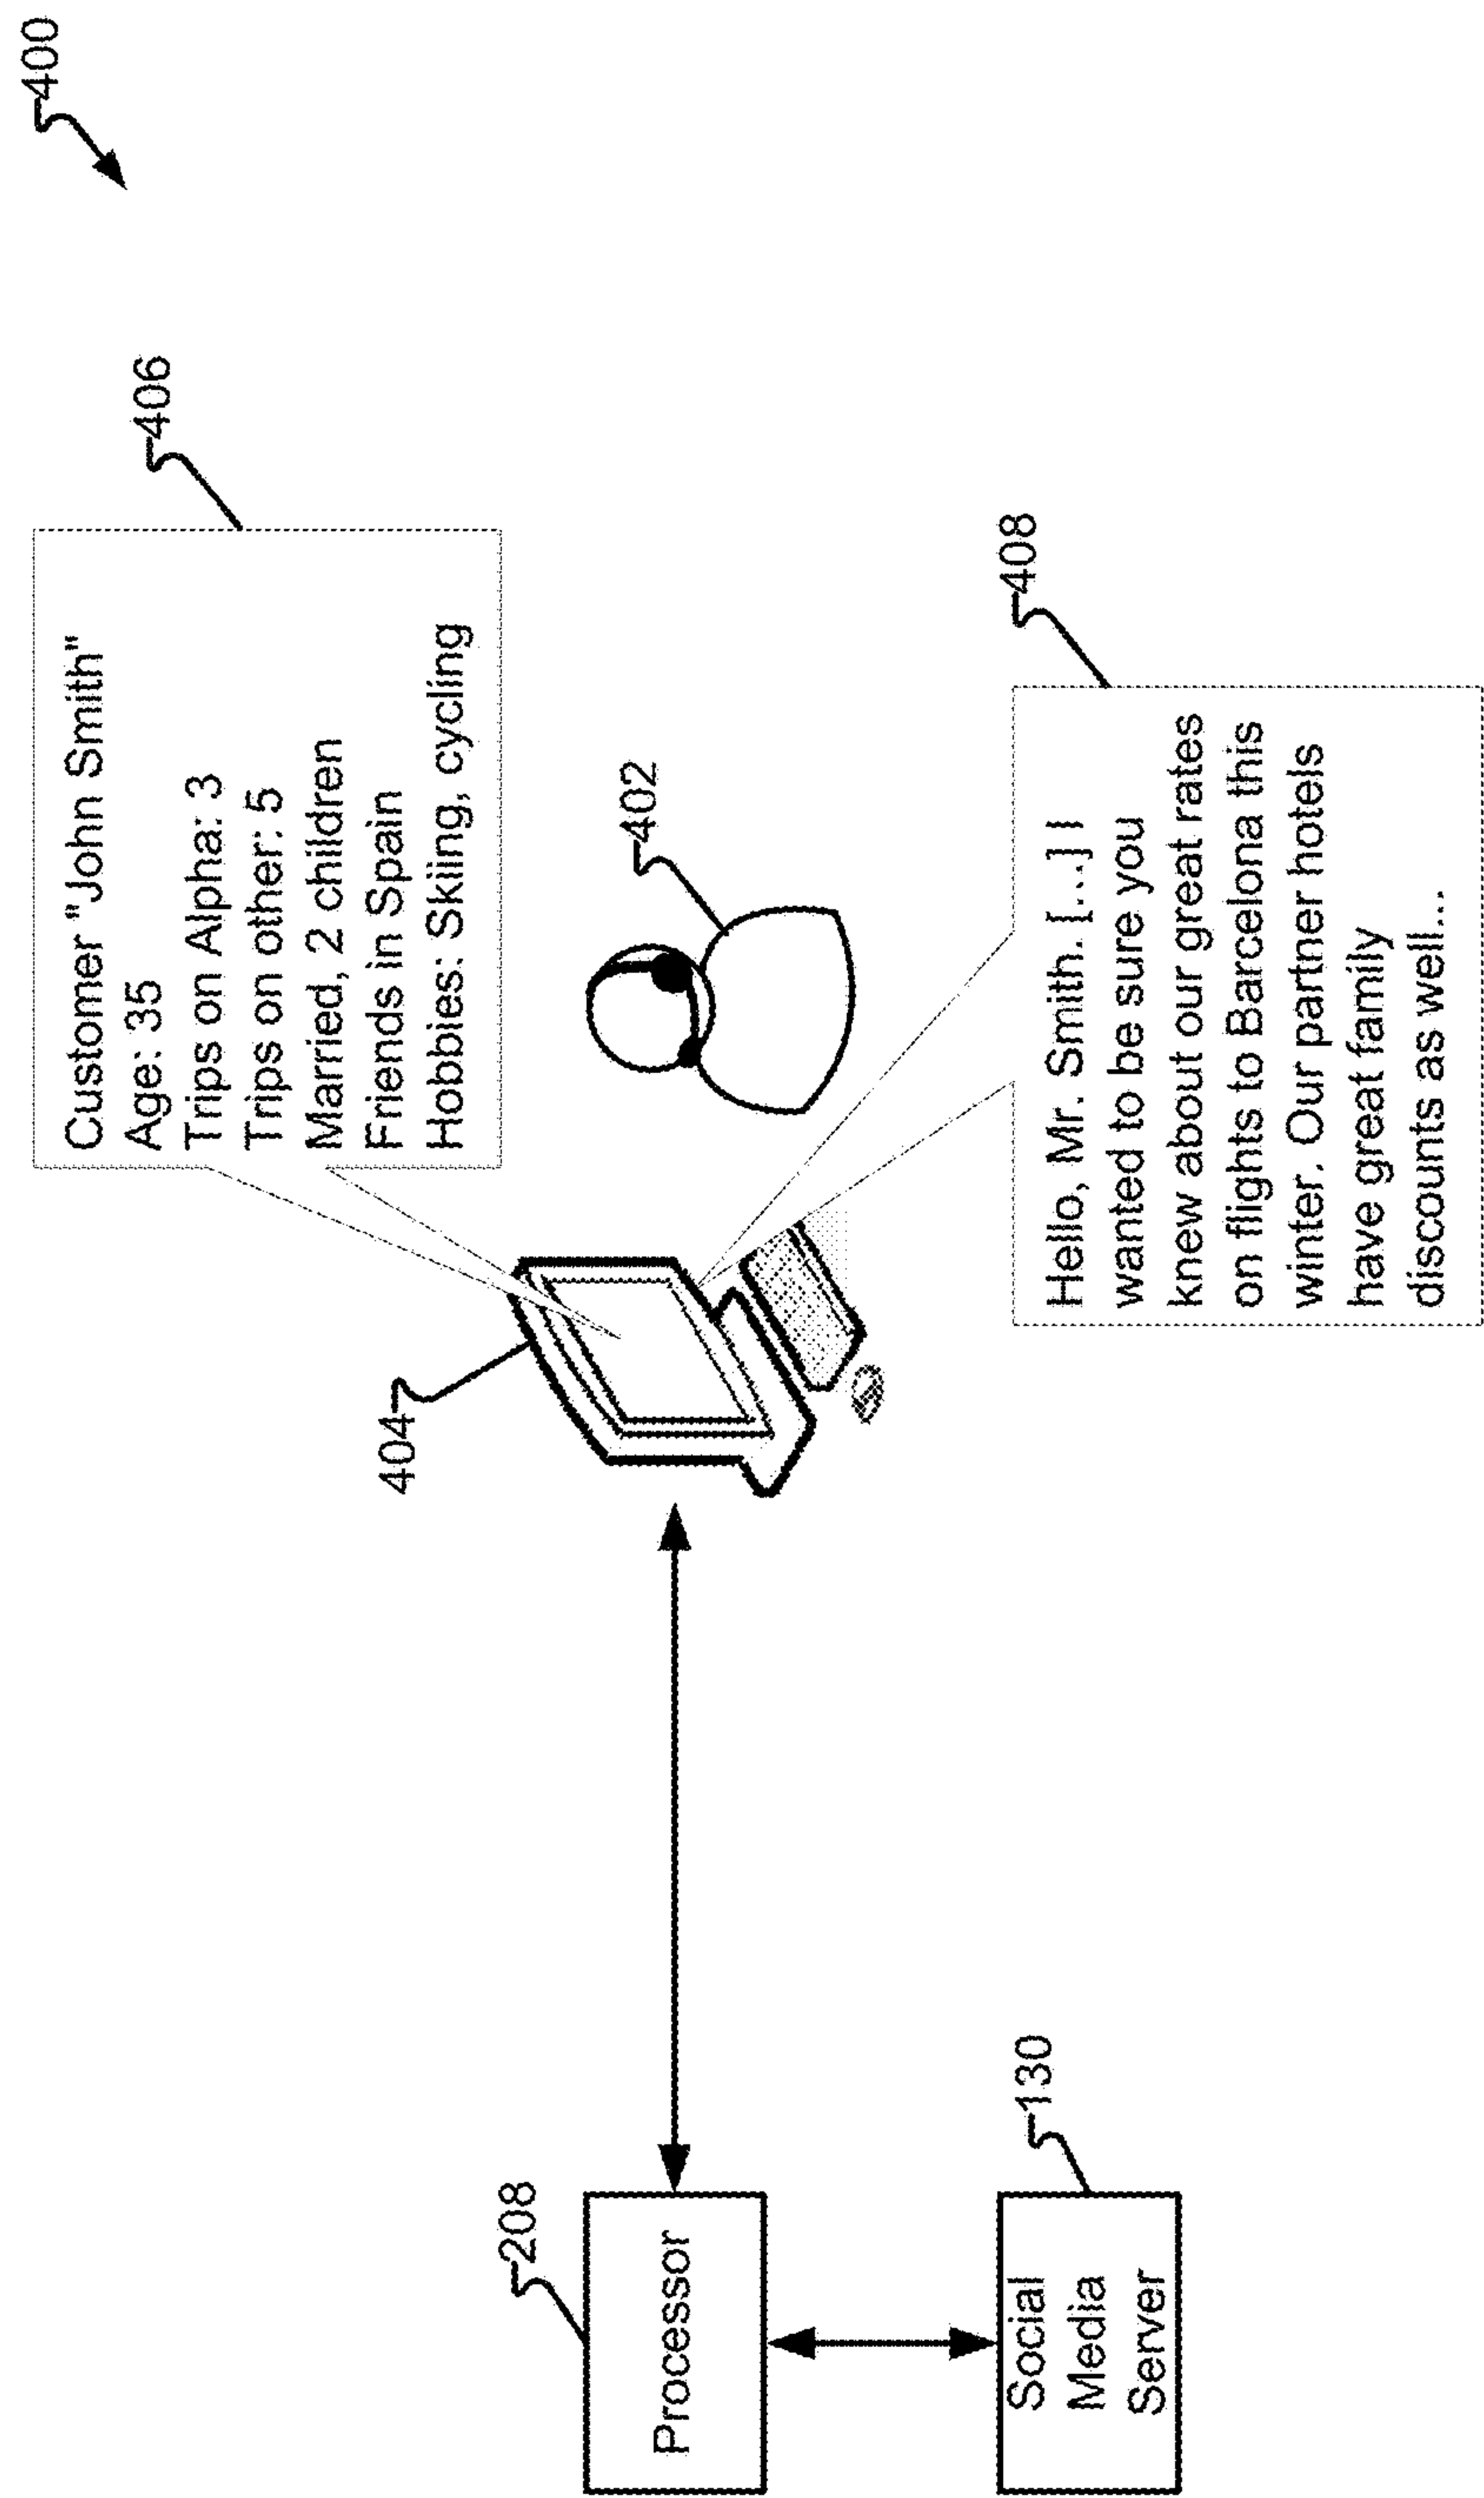 400
406
Customer "John Smith"
Age: 35
Trips on Alpha: 3
Trips on other: 5
Married, 2 children
Friends in Spain
Hobbies: Skiing, cycling
404
402
208
Processor
408
Hello, Mr. Smith. [...] I
wanted to be sure you
knew about our great rates
on flights to Barcelona this
winter. Our partner hotels
have great family
discounts as well...
130
Social
Media
Server